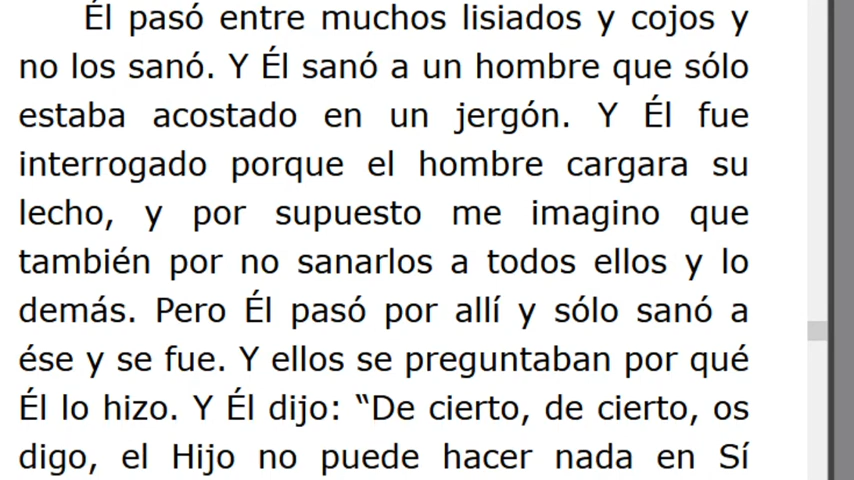 Él pasó entre muchos lisiados y cojos y
no los sanó. Y Él sanó a un hombre que sólo
estaba acostado en un jergón. Y Él fue
interrogado porque el hombre cargara su
lecho, y por supuesto me imagino que
también por no sanarlos a todos ellos y lo
demás. Pero Él pasó por allí y sólo sanó a
ése y se fue. Y ellos se preguntaban por qué
Él lo hizo. Y Él dijo: “De cierto, de cierto, os
digo, el Hijo no puede hacer nada en Sí